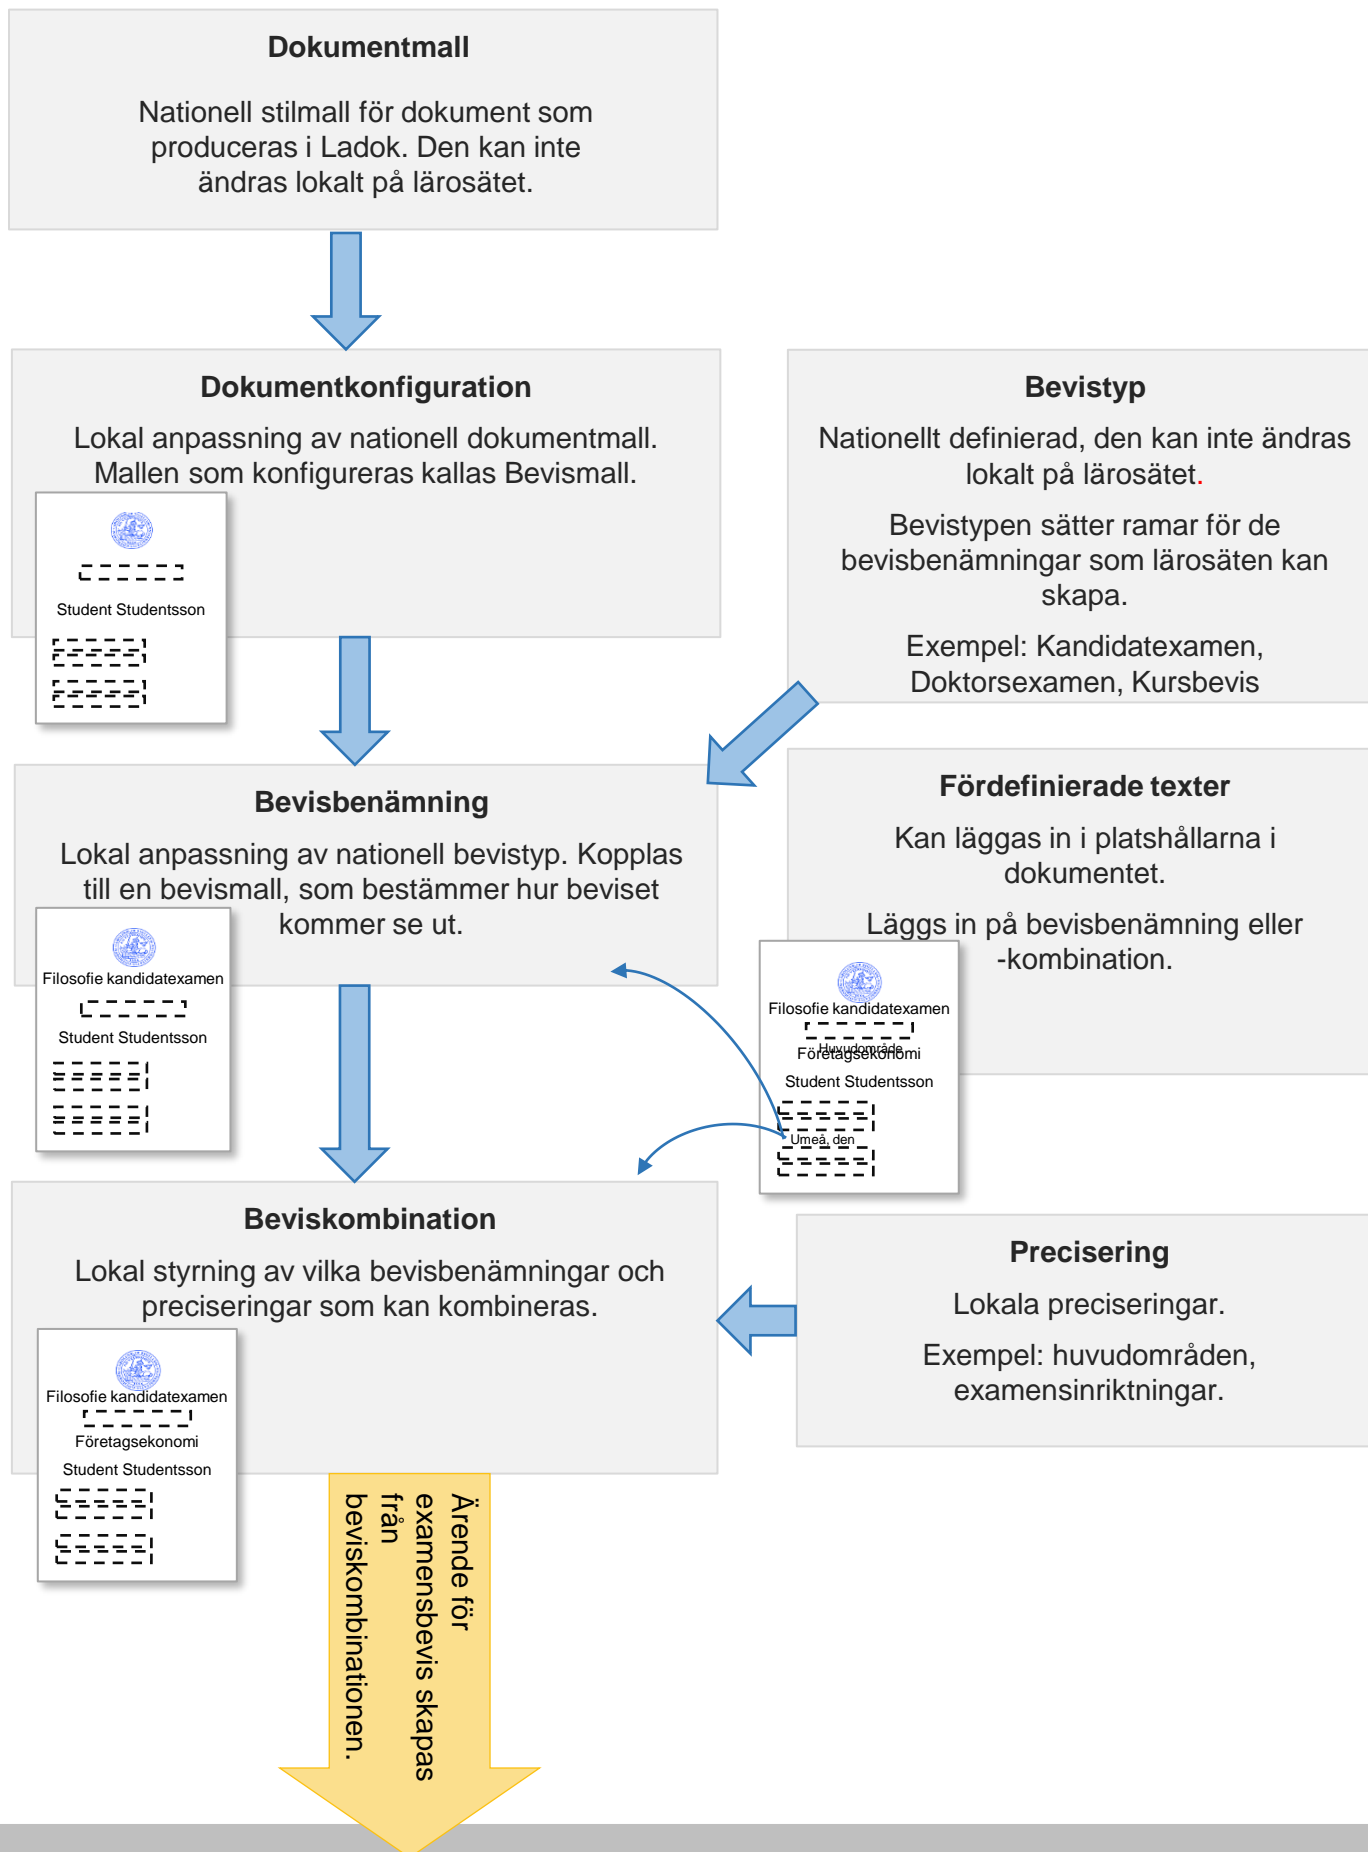 Dokumentmall
Nationell stilmall för dokument som
produceras i Ladok. Den kan inte
ändras lokalt på lärosätet.
Dokumentkonfiguration
Lokal anpassning av nationell dokumentmall.
Mallen som konfigureras kallas Bevismall.
Student Studentsson
Bevistyp
Nationellt definierad, den kan inte ändras
lokalt på lärosätet.
Bevistypen sätter ramar för de
bevisbenämningar som lärosäten kan
skapa.
Exempel: Kandidatexamen,
Doktorsexamen, Kursbevis
Bevisbenämning
Lokal anpassning av nationell bevistyp. Kopplas
till en bevismall, som bestämmer hur beviset
kommer se ut.
Filosofie kandidatexamen
Student Studentsson
Fördefinierade texter
Kan läggas in i platshållarna i
dokumentet.
Läggs in på bevisbenämning eller
-kombination.
Filosofie kandidatexamen
Huvudområde
Företagsekonomi
Student Studentsson
Umeå, den
Beviskombination
Lokal styrning av vilka bevisbenämningar och
preciseringar som kan kombineras.
Filosofie kandidatexamen
Företagsekonomi
Student Studentsson
Precisering
Lokala preciseringar.
Exempel: huvudområden,
examensinriktningar.
Ärende för
examensbevis skapas
från
beviskombinationen.